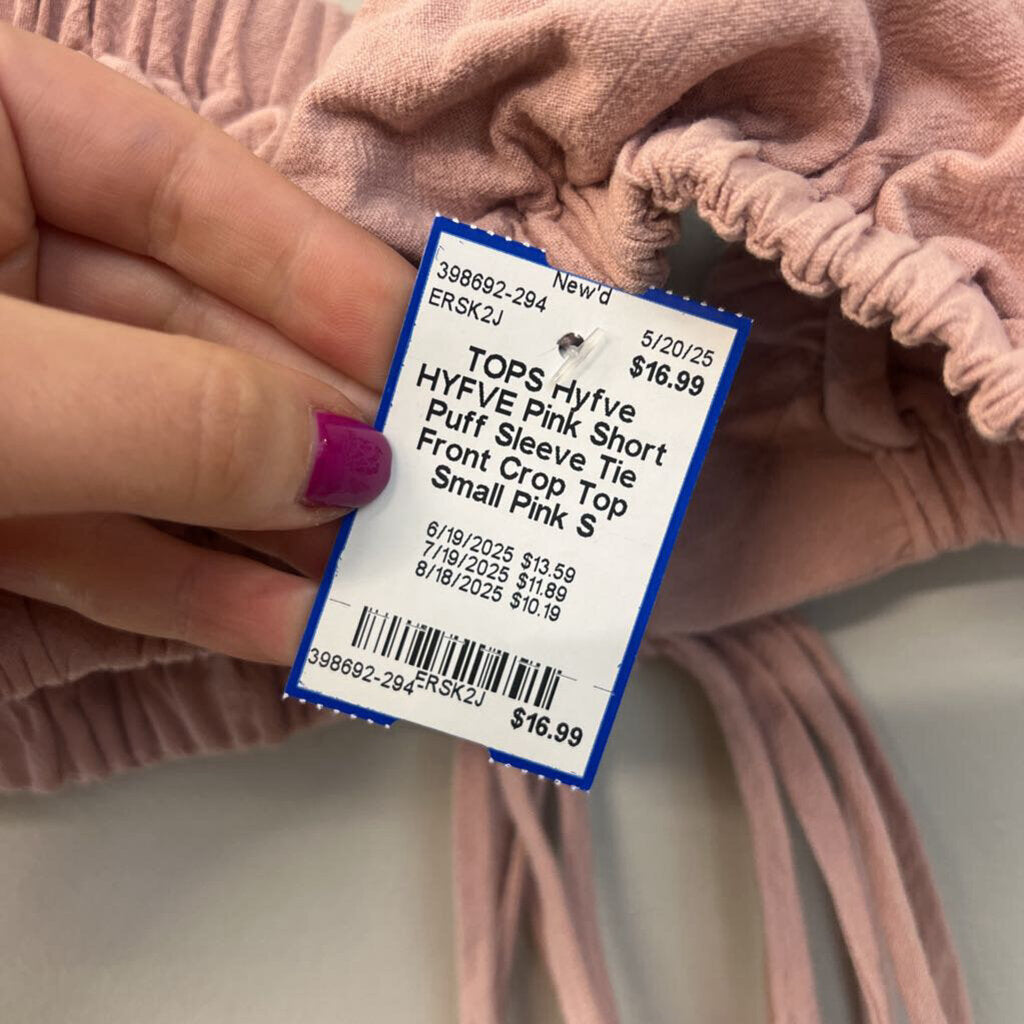 New'd
398692-294
ERSK2J
5/20/25
$16.99
TOPS Hyfve
HYFVE Pink Short
Puff Sleeve Tie
Front Crop Top
Small Pink S
6/19/2025 $13.59
7/19/2025 $11.89
8/18/2025 $10.19
398692-294 ERSK2J
$16.99